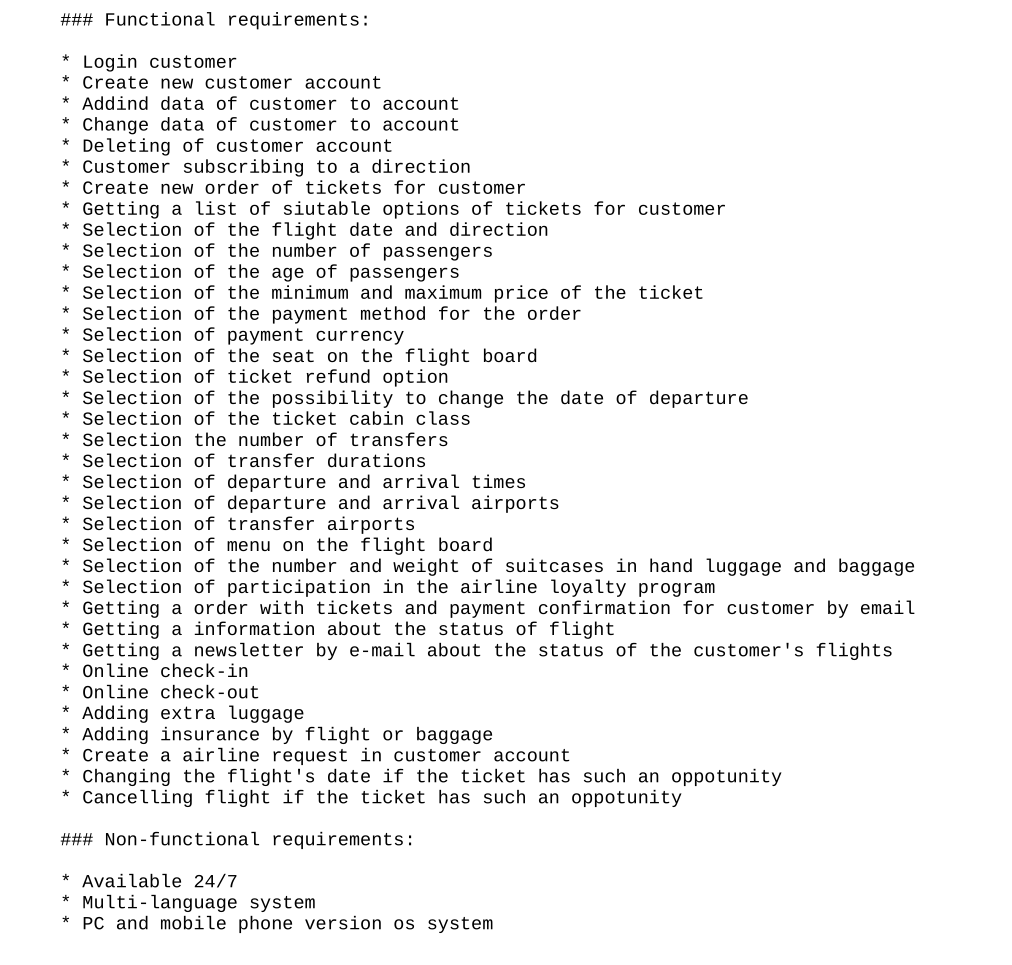 ### Functional requirements:
* Login customer
* Create new customer account
* Addind data of customer to account
* Change data of customer to account
* Deleting of customer account
* Customer subscribing to a direction
* Create new order of tickets for customer
* Getting a list of siutable options of tickets for customer
* Selection of the flight date and direction
* Selection of the number of passengers
* Selection of the age of passengers
* Selection of the minimum and maximum price of the ticket
* Selection of the payment method for the order
* Selection of payment currency
* Selection of the seat on the flight board
* Selection of ticket refund option
* Selection of the possibility to change the date of departure
* Selection of the ticket cabin class
* Selection the number of transfers
* Selection of transfer durations
* Selection of departure and arrival times
* Selection of departure and arrival airports
* Selection of transfer airports
* Selection of menu on the flight board
* Selection of the number and weight of suitcases in hand luggage and baggage
* Selection of participation in the airline loyalty program
* Getting a order with tickets and payment confirmation for customer by email
* Getting a information about the status of flight
* Getting a newsletter by e-mail about the status of the customer's flights
* Online check-in
* Online check-out
* Adding extra luggage
* Adding insurance by flight or baggage
* Create a airline request in customer account
* Changing the flight's date if the ticket has such an oppotunity
* Cancelling flight if the ticket has such an oppotunity
### Non-functional requirements:
* Available 24/7
* Multi-language system
* PC and mobile phone version os system